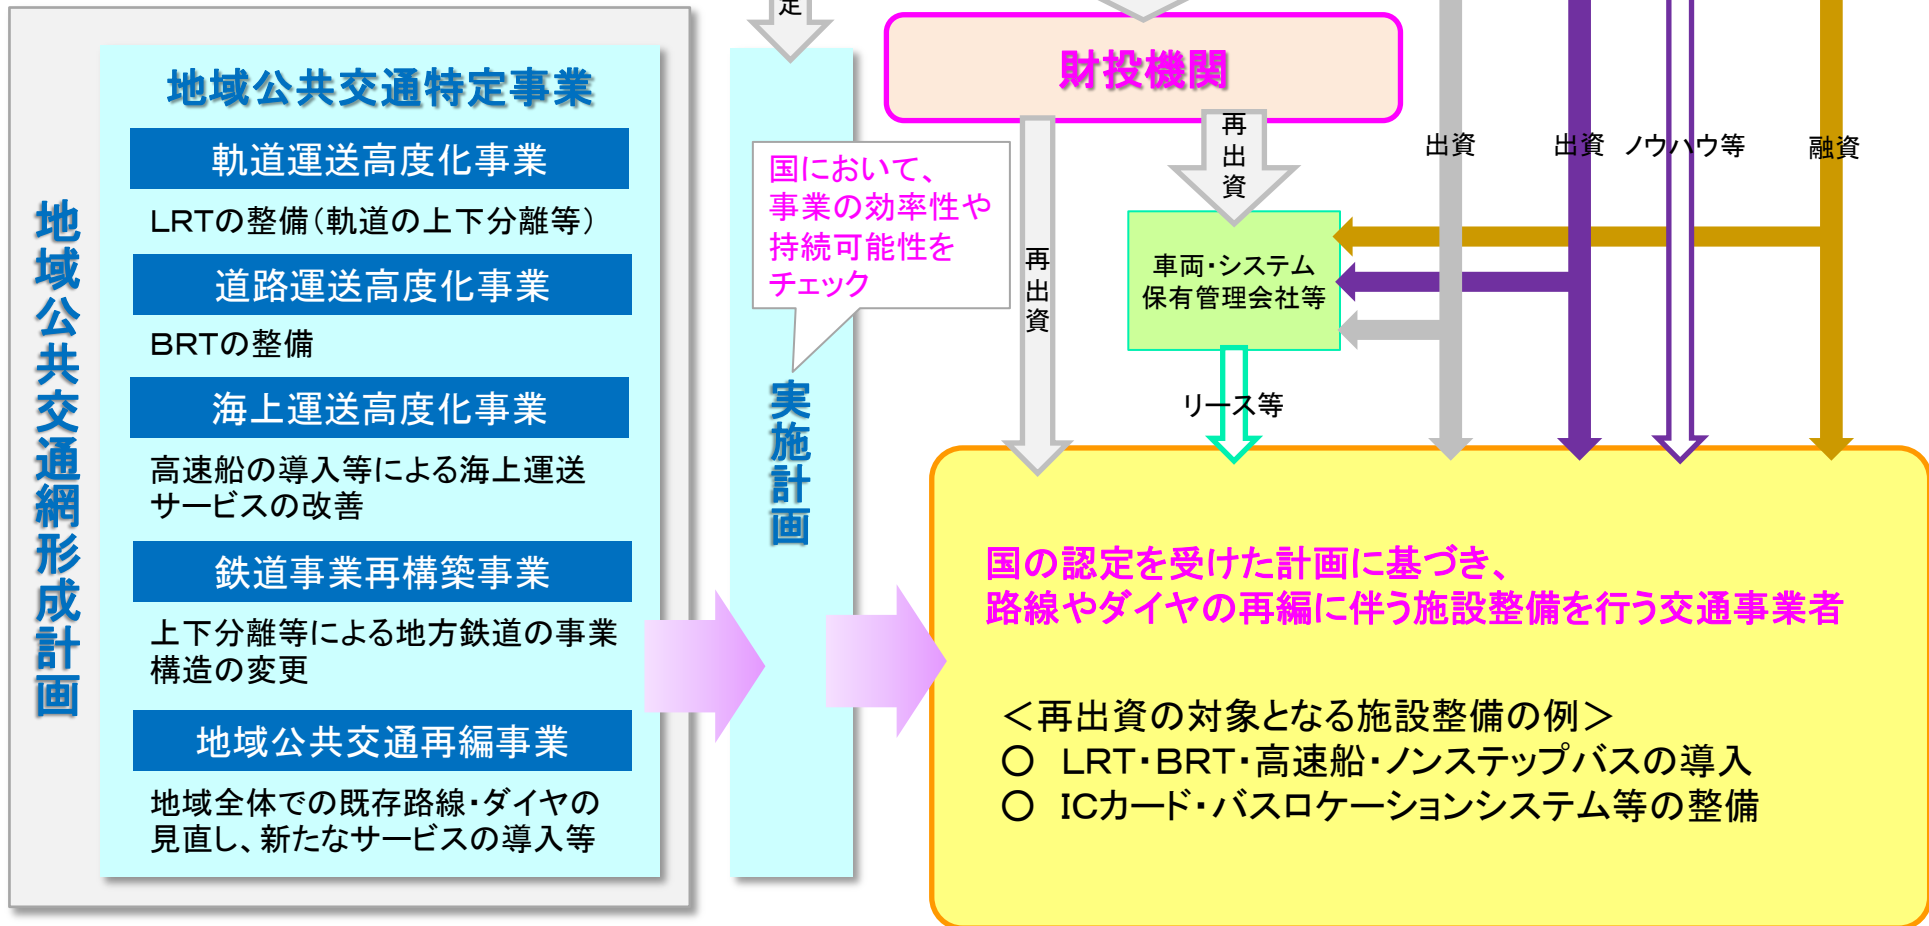 地域公共交通網形成計画
地域公共交通特定事業
軌道運送高度化事業
LRTの整備(軌道の上下分離等)
道路運送高度化事業
BRTの整備
海上運送高度化事業
高速船の導入等による海上運送
サービスの改善
鉄道事業再構築事業
上下分離等による地方鉄道の事業
構造の変更
地域公共交通再編事業
地域全体での既存路線・ダイヤの
見直し、新たなサービスの導入等
定
国において、
事業の効率性や
持続可能性を
チェック
実施計画
財投機関
再出資
再出資
出資
出資
ノウハウ等
融資
車両・システム
保有管理会社等
リース等
国の認定を受けた計画に基づき、
路線やダイヤの再編に伴う施設整備を行う交通事業者
<再出資の対象となる施設整備の例>
○ LRT・BRT・高速船・ノンステップバスの導入
○ ICカード・バスロケーションシステム等の整備